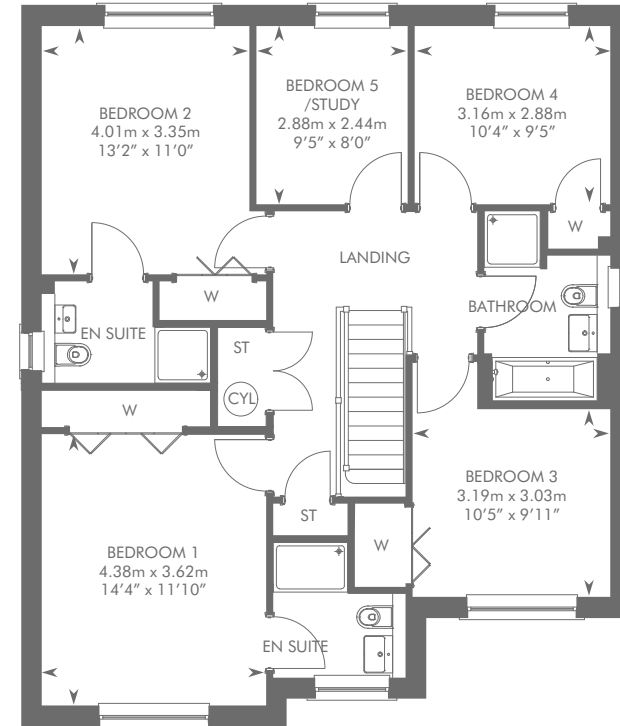 BEDROOM 2
4.01m x 3.35m
13’2” x 11’0”
BEDROOM 5
/STUDY
2.88m x 2.44m
9’5” x 8’0”
BEDROOM 4
3.16m x 2.88m
10’4” x 9’5”
W
LANDING
W
BATHROOM
EN SUITE
ST
CYL
W
BEDROOM 3
3.19m x 3.03m
10’5” x 9’11”
ST
W
BEDROOM 1
4.38m x 3.62m
14’4” x 11’10”
EN SUITE